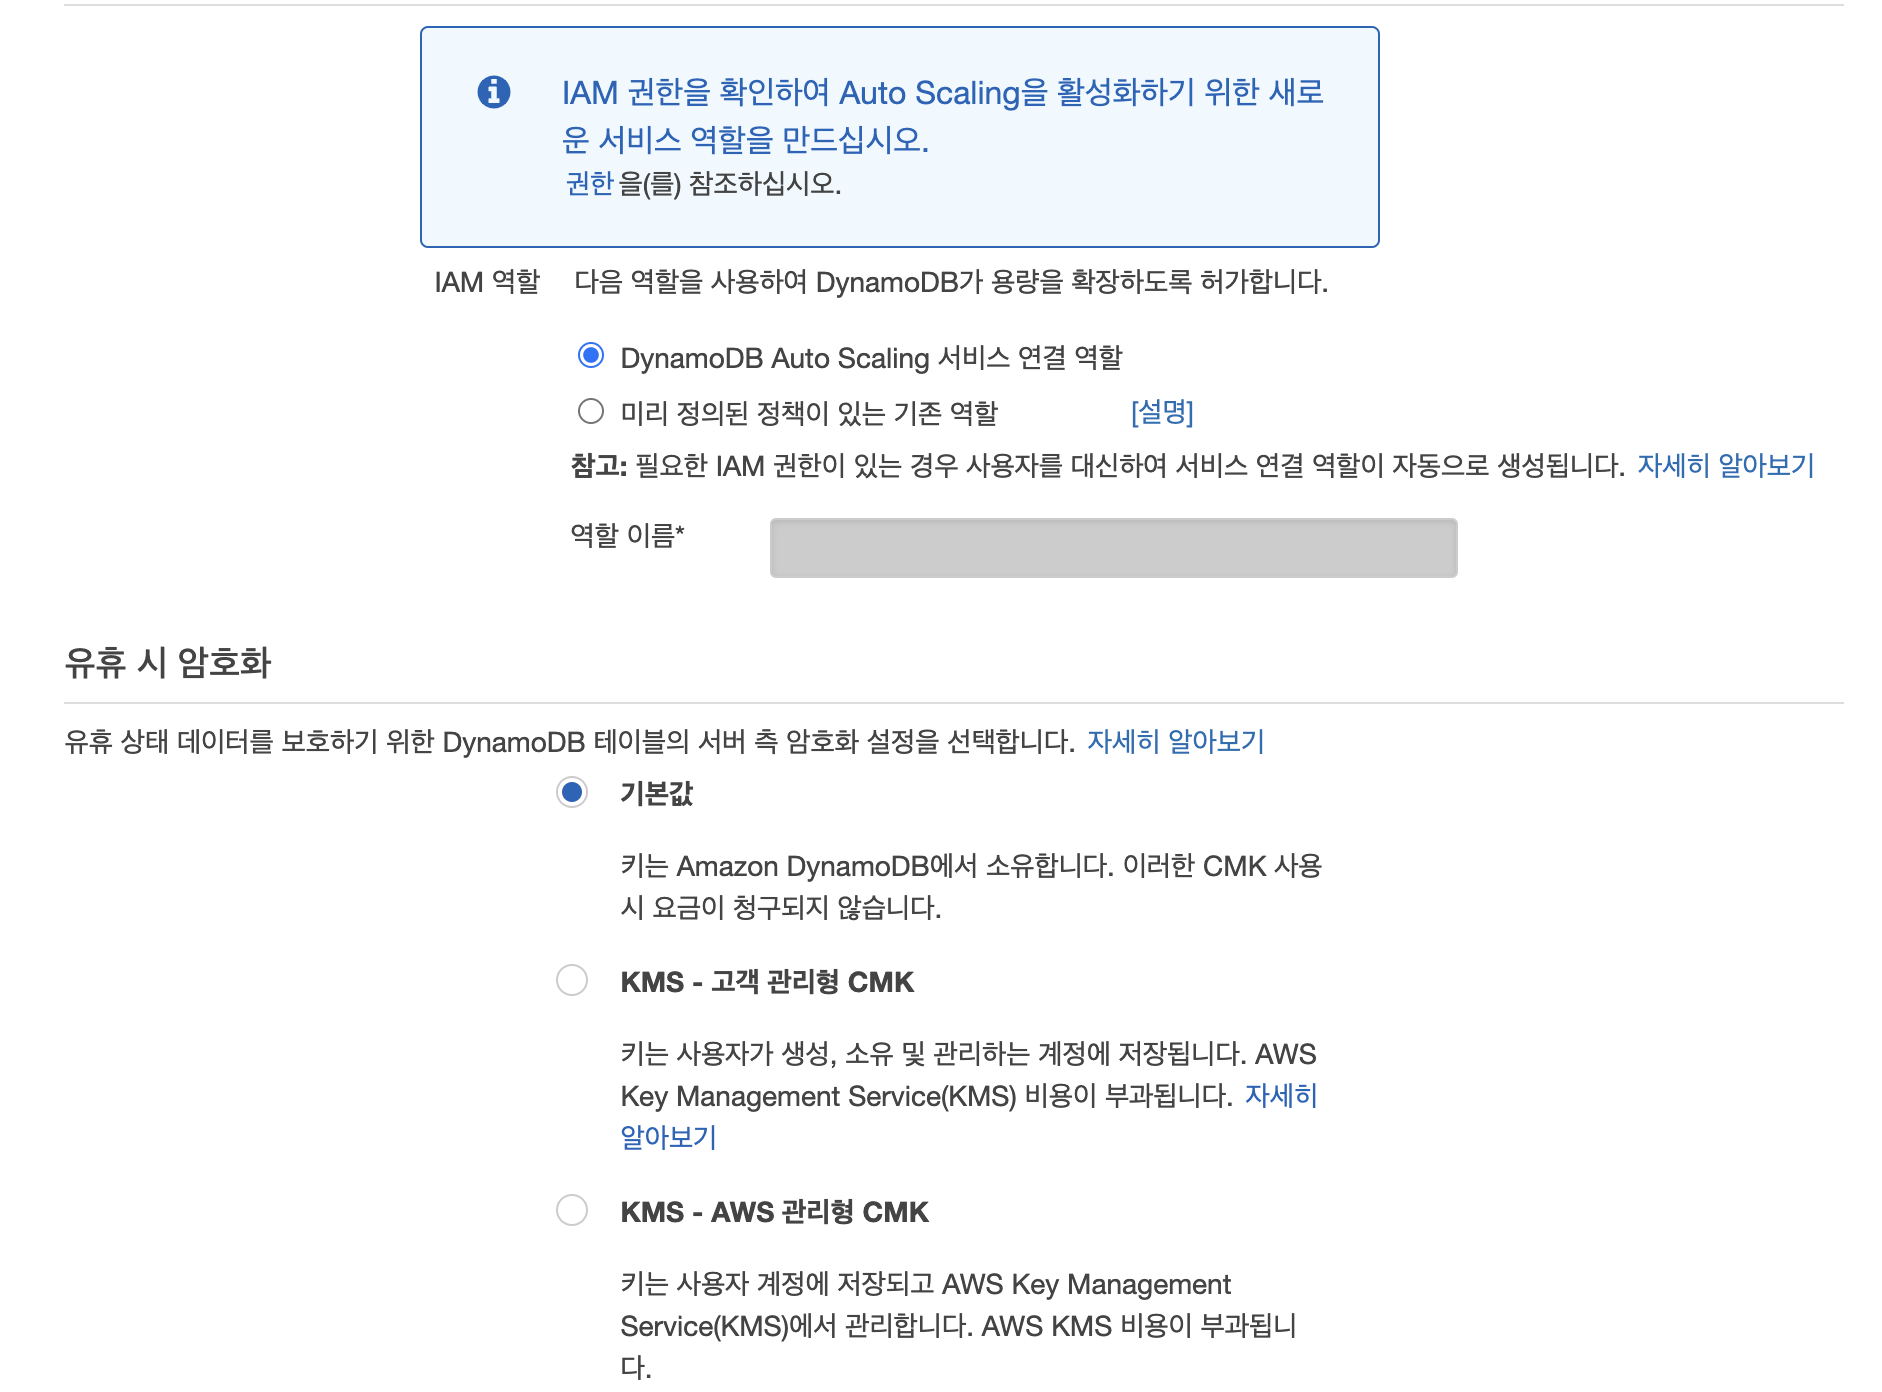 IAM 권한을 확인하여 Auto Scaling을 활성화하기 위한 새로
운 서비스 역할을 만드십시오.
권한 을(를) 참조하십시오.
IAM 역할 다음 역할을 사용하여 DynamoDB가 용량을 확장하도록 허가합니다.
DynamoDB Auto Scaling 서비스 연결 역할
미리 정의된 정책이 있는 기존 역할 [설명]
참고: 필요한 IAM 권한이 있는 경우 사용자를 대신하여 서비스 연결 역할이 자동으로 생성됩니다. 자세히 알아보기
역할 이름*
유휴 시 암호화
유휴 상태 데이터를 보호하기 위한 DynamoDB 테이블의 서버 측 암호화 설정을 선택합니다. 자세히 알아보기
기본값
키는 Amazon DynamoDB에서 소유합니다. 이러한 CMK 사용
시 요금이 청구되지 않습니다.
KMS - 고객 관리형 CMK
키는 사용자가 생성, 소유 및 관리하는 계정에 저장됩니다. AWS
Key Management Service(KMS) 비용이 부과됩니다. 자세히
알아보기
KMS - AWS 관리형 CMK
키는 사용자 계정에 저장되고 AWS Key Management
Service(KMS)에서 관리합니다. AWS KMS 비용이 부과됩니
다.